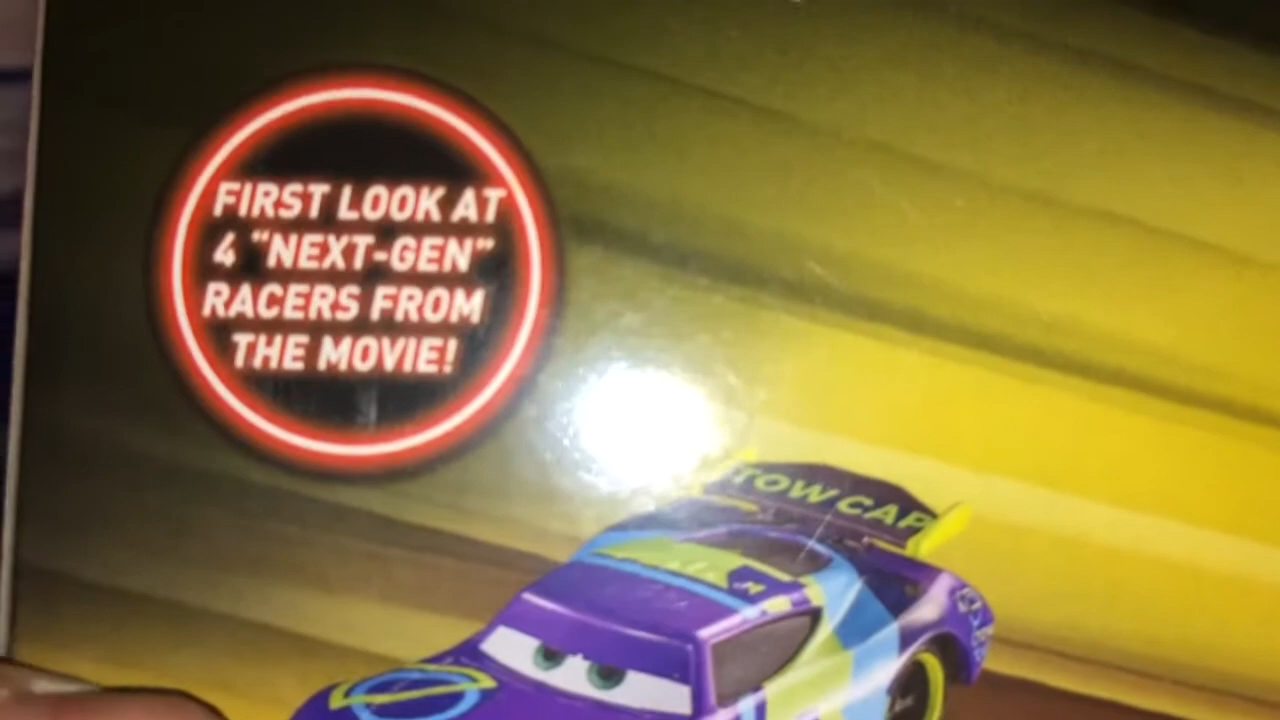 FIRST LOOK AT
4 "NEXT-GEN"
RACERS FROM
THE MOVIE!
TOW CAP